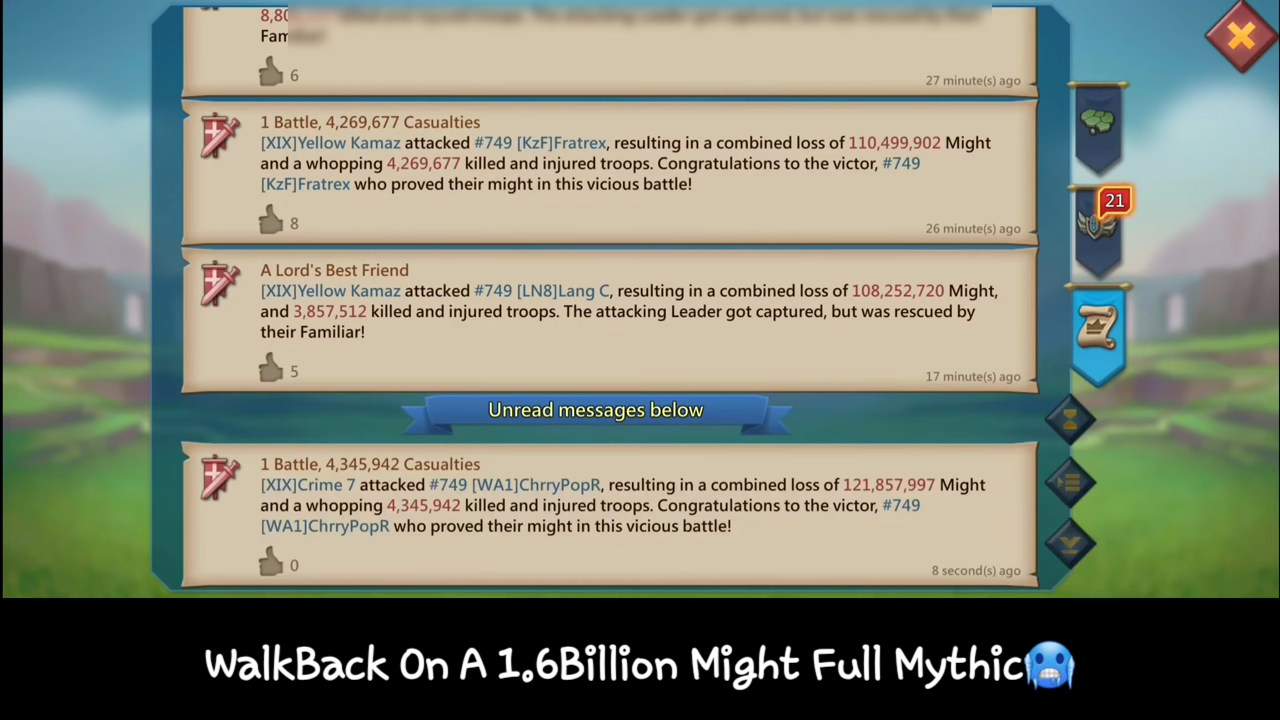 8,80
Fam
6
27 minute(s) ago
1 Battle, 4,269,677 Casualties
[XIX]Yellow Kamaz attacked #749 [KzF]Fratrex, resulting in a combined loss of 110,499,902 Might
and a whopping 4,269,677 killed and injured troops. Congratulations to the victor, #749
[KzF]Fratrex who proved their might in this vicious battle!
8
26 minute(s) ago
21
A Lord's Best Friend
[XIX]Yellow Kamaz attacked #749 [LN8]Lang C, resulting in a combined loss of 108,252,720 Might,
and 3,857,512 killed and injured troops. The attacking Leader got captured, but was rescued by
their Familiar!
5
17 minute(s) ago
Unread messages below
1 Battle, 4,345,942 Casualties
[XIX]Crime 7 attacked #749 [WA1]ChrryPopR, resulting in a combined loss of 121,857,997 Might
and a whopping 4,345,942 killed and injured troops. Congratulations to the victor, #749
[WA1]ChrryPopR who proved their might in this vicious battle!
0
8 second(s) ago
WalkBack On A 1.6Billion Might Full Mythic🥶